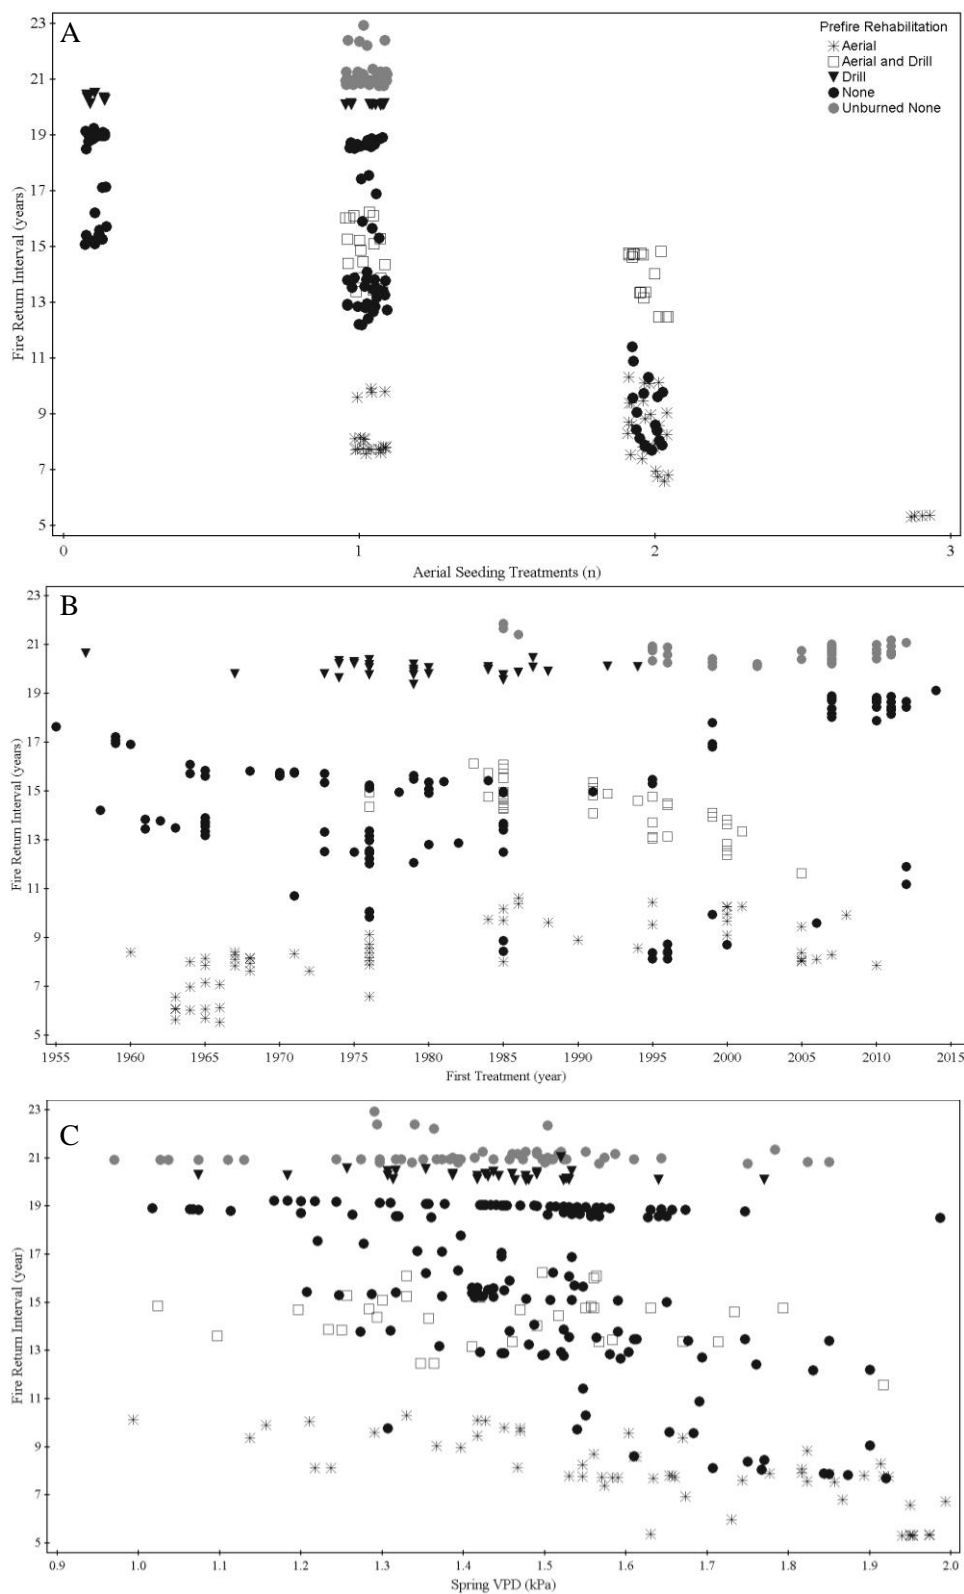 A
Prefire Rehabilitation
Aerial
Aerial and Drill
Drill
None
Unburned None
23
21
19
17
15
13
11
9
7
5
Fire Return Interval (years)
0 1 2 3
Aerial Seeding Treatments (n)
B
23
21
19
17
15
13
11
9
7
5
Fire Return Interval (years)
1955 1960 1965 1970 1975 1980 1985 1990 1995 2000 2005 2010 2015
First Treatment (year)
C
23
21
19
17
15
13
11
9
7
5
Fire Return Interval (year)
0.9 1.0 1.1 1.2 1.3 1.4 1.5 1.6 1.7 1.8 1.9 2.0
Spring VPD (kPa)